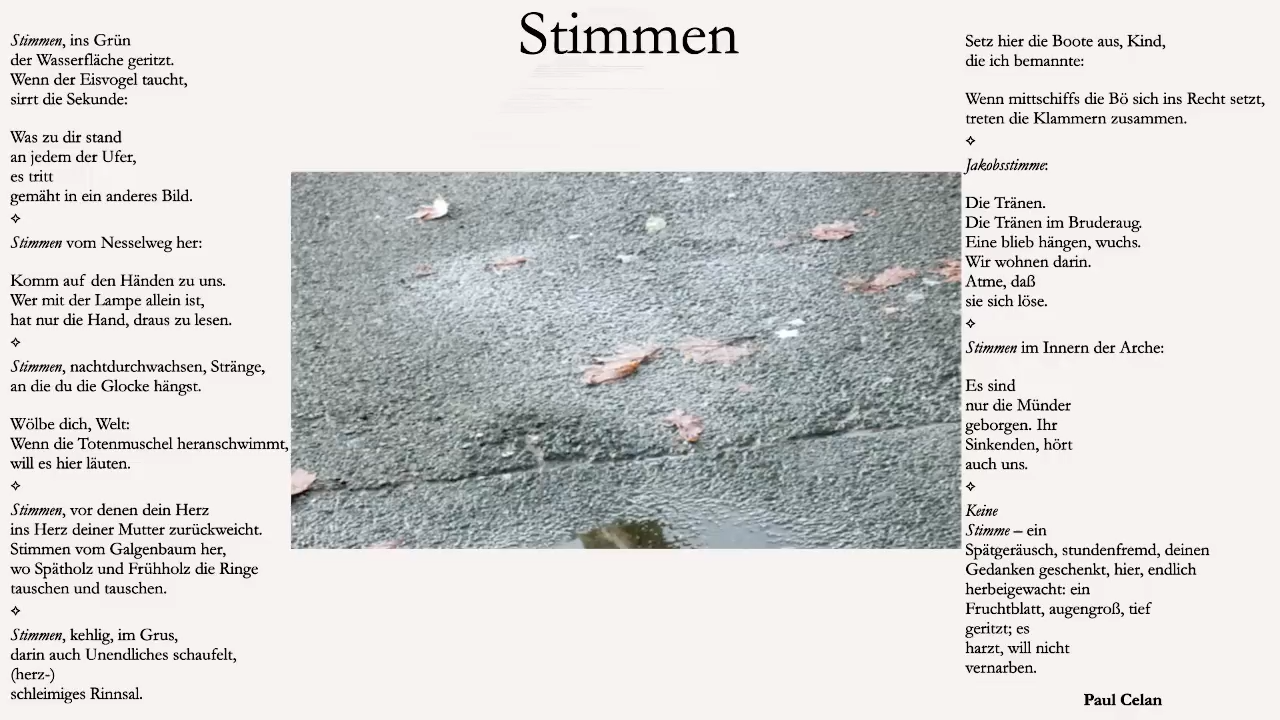 Stimmen
Stimmen, ins Grün
der Wasserfläche geritzt.
Wenn der Eisvogel taucht,
sirrt die Sekunde:
Was zu dir stand
an jedem der Ufer,
es tritt
gemäht in ein anderes Bild.
✧
Stimmen vom Nesselweg her:
Komm auf den Händen zu uns.
Wer mit der Lampe allein ist,
hat nur die Hand, draus zu lesen.
✧
Stimmen, nachtdurchwachsen, Stränge,
an die du die Glocke hängst.
Wölbe dich, Welt:
Wenn die Totenmuschel heranschwimmt,
will es hier läuten.
✧
Stimmen, vor denen dein Herz
ins Herz deiner Mutter zurückweicht.
Stimmen vom Galgenbaum her,
wo Spätholz und Frühholz die Ringe
tauschen und tauschen.
✧
Stimmen, kehlig, im Grus,
darin auch Unendliches schaufelt,
(herz-)
schleimiges Rinnsal.
Setz hier die Boote aus, Kind,
die ich bemannte:
Wenn mittschiffs die Bö sich ins Recht setzt,
treten die Klammern zusammen.
✧
Jakobsstimme:
Die Tränen.
Die Tränen im Bruderaug.
Eine blieb hängen, wuchs.
Wir wohnen darin.
Atme, daß
sie sich löse.
✧
Stimmen im Innern der Arche:
Es sind
nur die Münder
geborgen. Ihr
Sinkenden, hört
auch uns.
✧
Keine
Stimme – ein
Spätgeräusch, stundenfremd, deinen
Gedanken geschenkt, hier, endlich
herbeigewacht: ein
Fruchtblatt, augengroß, tief
geritzt; es
harzt, will nicht
vernarben.
Paul Celan